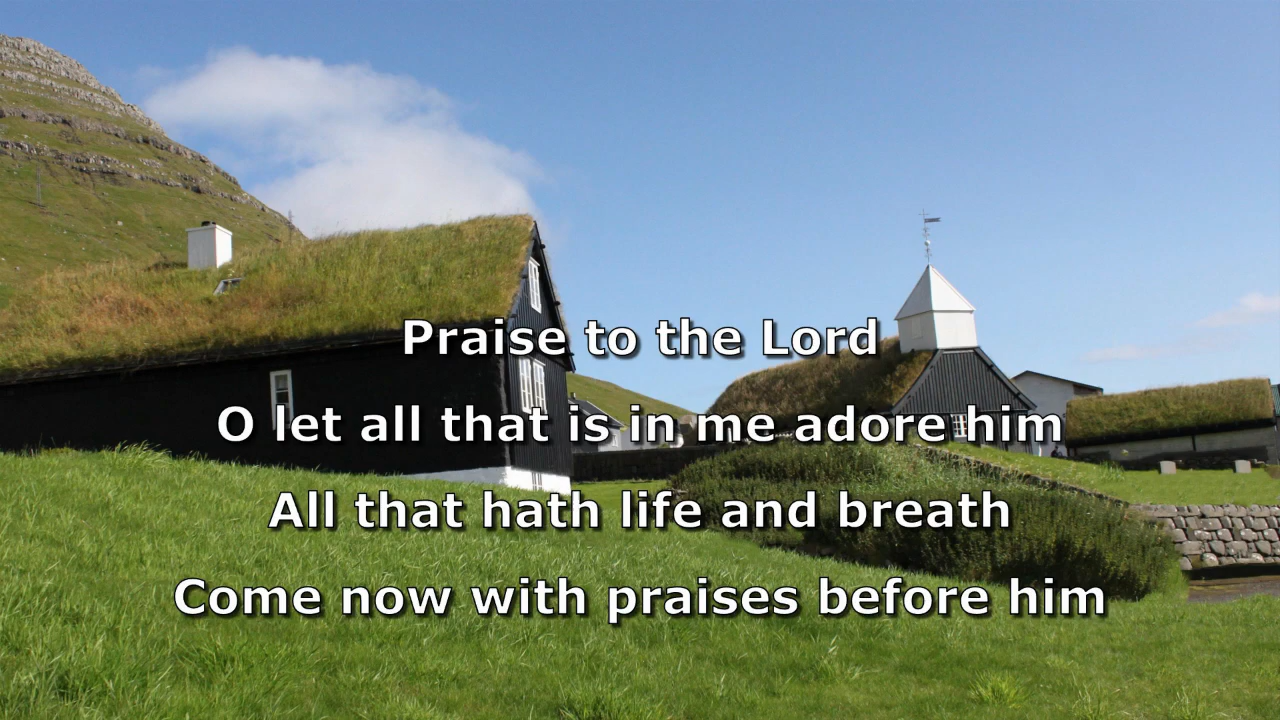 Praise to the Lord
O let all that is in me adore him
All that hath life and breath
Come now with praises before him